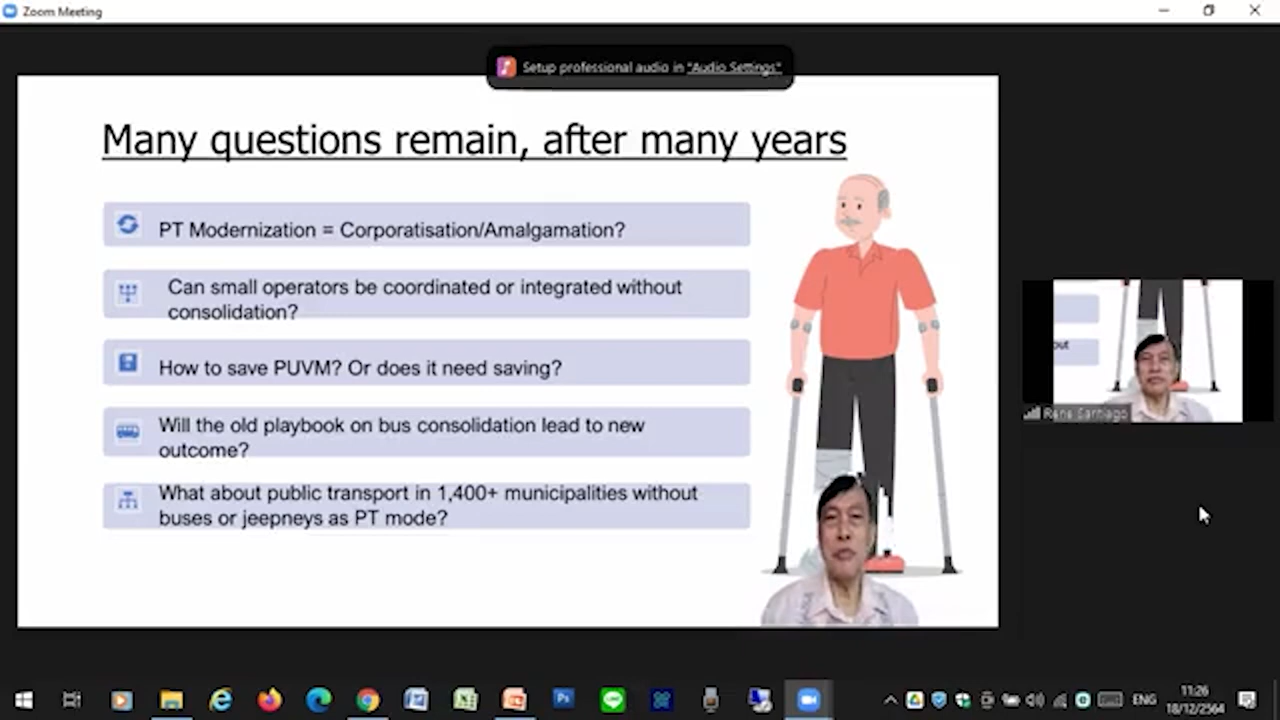 Zoom Meeting
Setup professional audio in "Audio Settings"
Many questions remain, after many years
PT Modernization = Corporatisation/Amalgamation?
Can small operators be coordinated or integrated without
consolidation?
How to save PUVM? Or does it need saving?
Will the old playbook on bus consolidation lead to new
outcome?
What about public transport in 1,400+ municipalities without
buses or jeepneys as PT mode?
out
Rene Santiago
ENG
11:26
18/12/2564